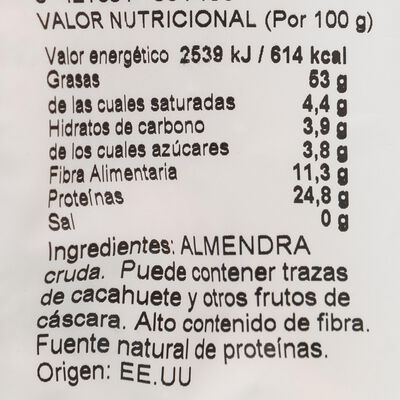 VALOR NUTRICIONAL (Por 100 g)
Valor energético 2539 kJ / 614 kcal
Grasas 53 g
de las cuales saturadas 4,4 g
Hidratos de carbono 3,9 g
de los cuales azúcares 3,8 g
Fibra Alimentaria 11,3 g
Proteínas 24,8 g
Sal 0 g
Ingredientes: ALMENDRA
cruda. Puede contener trazas
de cacahuete y otros frutos de
cáscara. Alto contenido de fibra.
Fuente natural de proteínas.
Origen: EE.UU